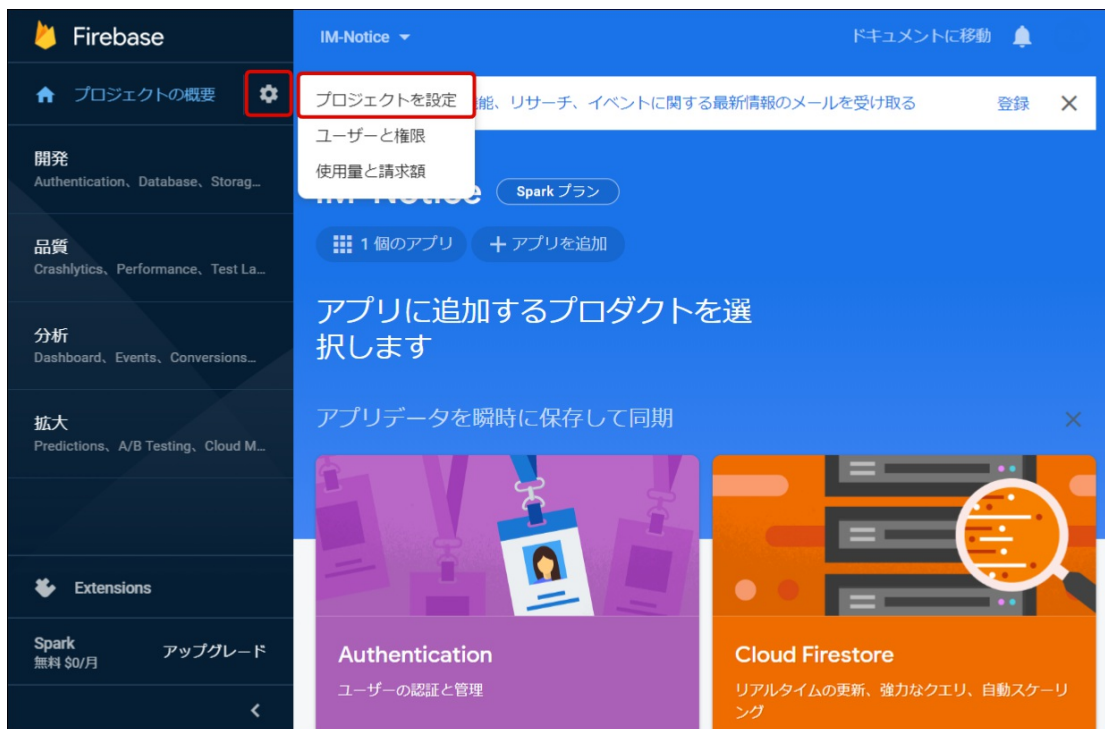 Firebase
IM-Notice
ドキュメントに移動
プロジェクトの概要
プロジェクトを設定
能、リサーチ、イベントに関する最新情報のメールを受け取る
登録
ユーザーと権限
使用量と請求額
開発
Authentication、Database、Storag...
IM-Notice
Spark プラン
1 個のアプリ
アプリを追加
品質
Crashlytics、Performance、Test La...
アプリに追加するプロダクトを選
択します
分析
Dashboard、Events、Conversions...
アプリデータを瞬時に保存して同期
拡大
Predictions、A/B Testing、Cloud M...
Extensions
Spark
無料 $0/月
アップグレード
Authentication
ユーザーの認証と管理
Cloud Firestore
リアルタイムの更新、強力なクエリ、自動スケーリ
ング